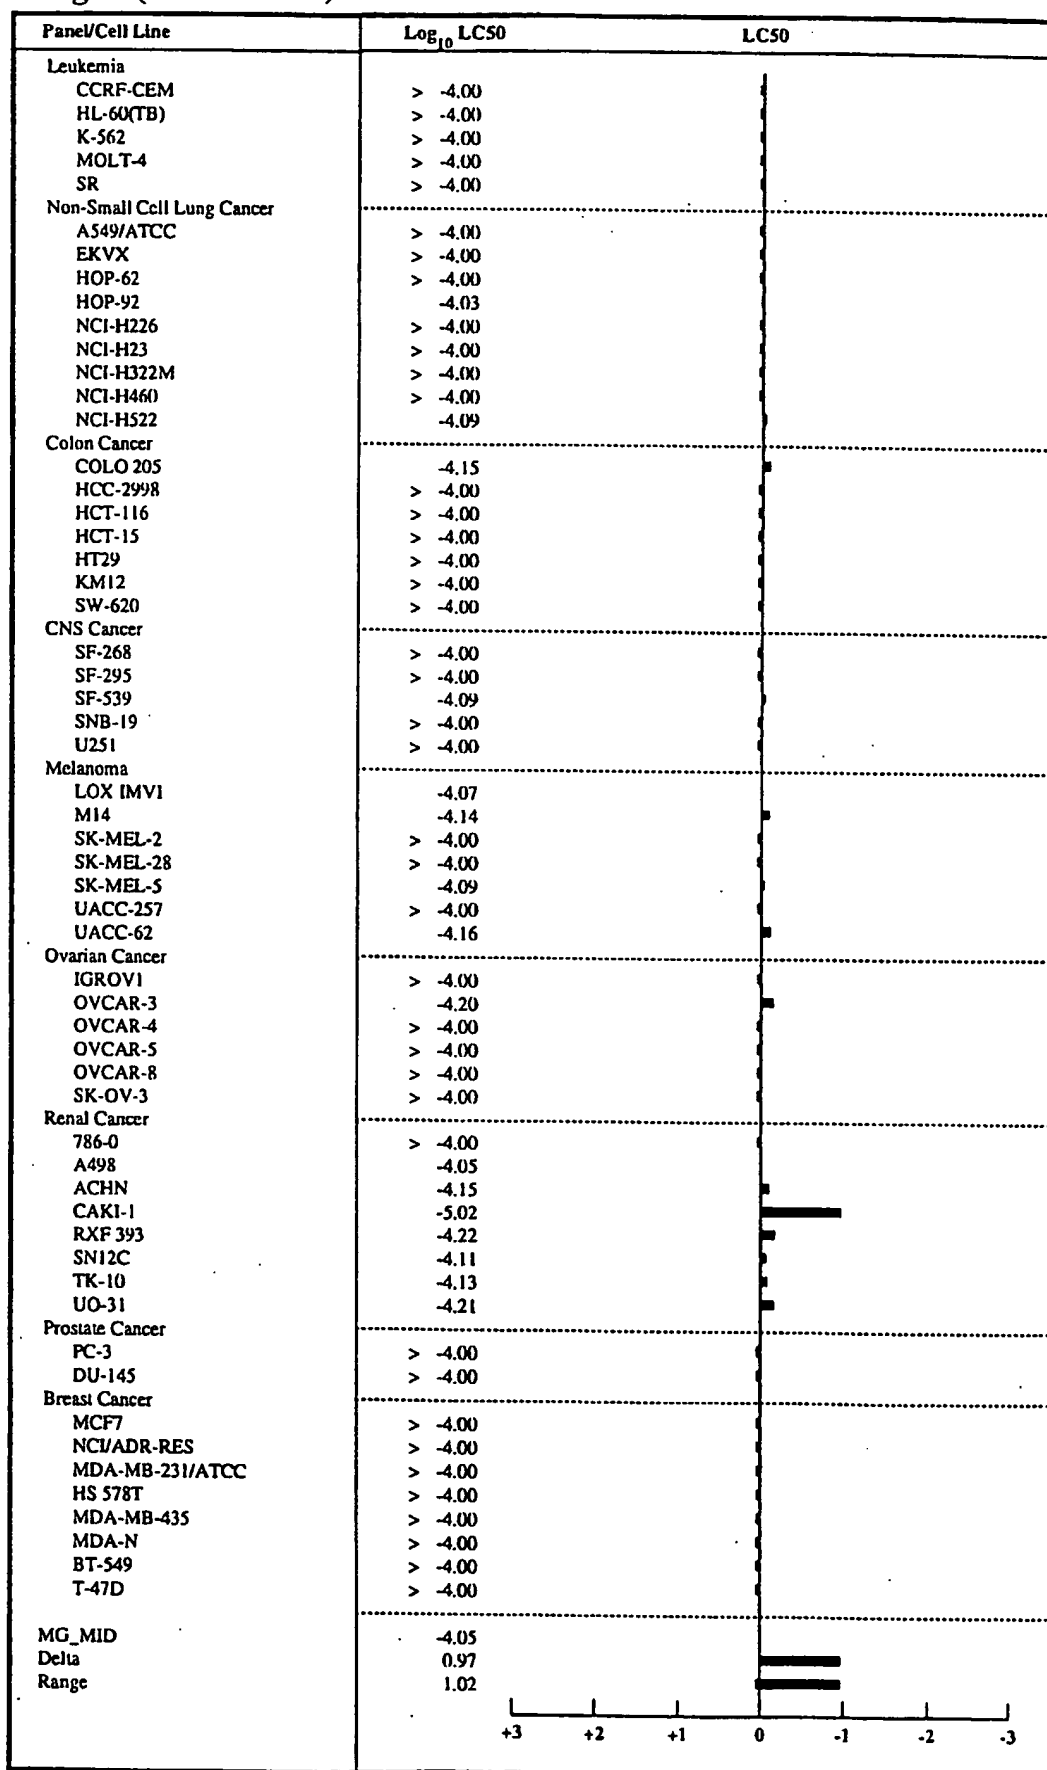 Panel/Cell Line Log10 LC50 LC50
Leukemia
CCRF-CEM > -4.00
HL-60(TB) > -4.00
K-562 > -4.00
MOLT-4 > -4.00
SR > -4.00
Non-Small Cell Lung Cancer
A549/ATCC > -4.00
EKVX > -4.00
HOP-62 > -4.00
HOP-92 -4.03
NCI-H226 > -4.00
NCI-H23 > -4.00
NCI-H322M > -4.00
NCI-H460 > -4.00
NCI-H522 -4.09
Colon Cancer
COLO 205 -4.15
HCC-2998 > -4.00
HCT-116 > -4.00
HCT-15 > -4.00
HT29 > -4.00
KM12 > -4.00
SW-620 > -4.00
CNS Cancer
SF-268 > -4.00
SF-295 > -4.00
SF-539 -4.09
SNB-19 > -4.00
U251 > -4.00
Melanoma
LOX IMVI -4.07
M14 -4.14
SK-MEL-2 > -4.00
SK-MEL-28 > -4.00
SK-MEL-5 -4.09
UACC-257 > -4.00
UACC-62 -4.16
Ovarian Cancer
IGROV1 > -4.00
OVCAR-3 -4.20
OVCAR-4 > -4.00
OVCAR-5 > -4.00
OVCAR-8 > -4.00
SK-OV-3 > -4.00
Renal Cancer
786-0 > -4.00
A498 -4.05
ACHN -4.15
CAKI-1 -5.02
RXF 393 -4.22
SN12C -4.11
TK-10 -4.13
UO-31 -4.21
Prostate Cancer
PC-3 > -4.00
DU-145 > -4.00
Breast Cancer
MCF7 > -4.00
NCI/ADR-RES > -4.00
MDA-MB-231/ATCC > -4.00
HS 578T > -4.00
MDA-MB-435 > -4.00
MDA-N > -4.00
BT-549 > -4.00
T-47D > -4.00
MG_MID -4.05
Delta 0.97
Range 1.02
+3 +2 +1 0 -1 -2 -3